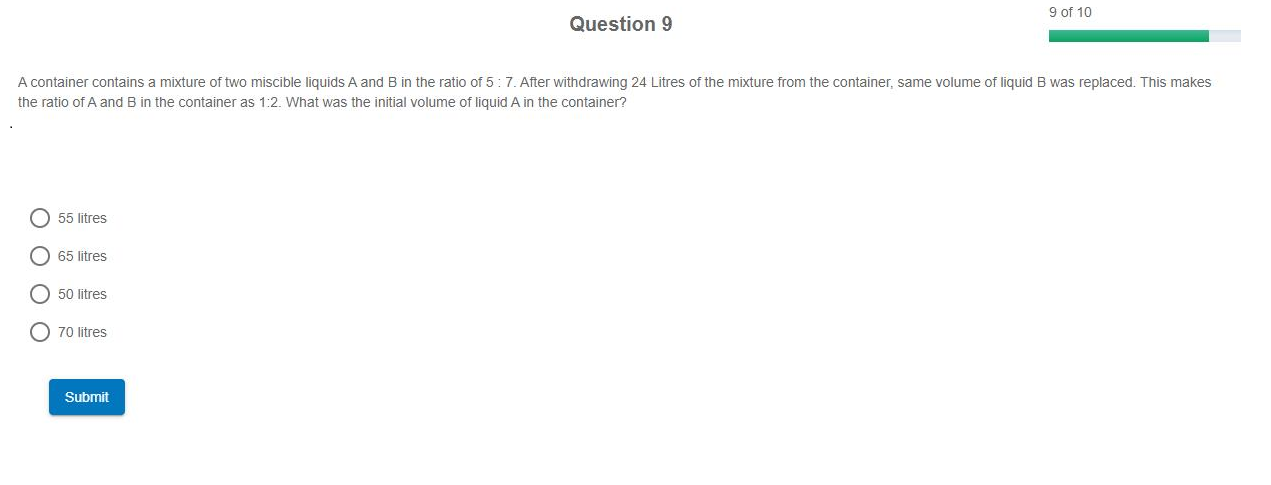 Question 9
9 of 10
A container contains a mixture of two miscible liquids A and B in the ratio of 5 : 7. After withdrawing 24 Litres of the mixture from the container, same volume of liquid B was replaced. This makes
the ratio of A and B in the container as 1:2. What was the initial volume of liquid A in the container?
.
55 litres
65 litres
50 litres
70 litres
Submit